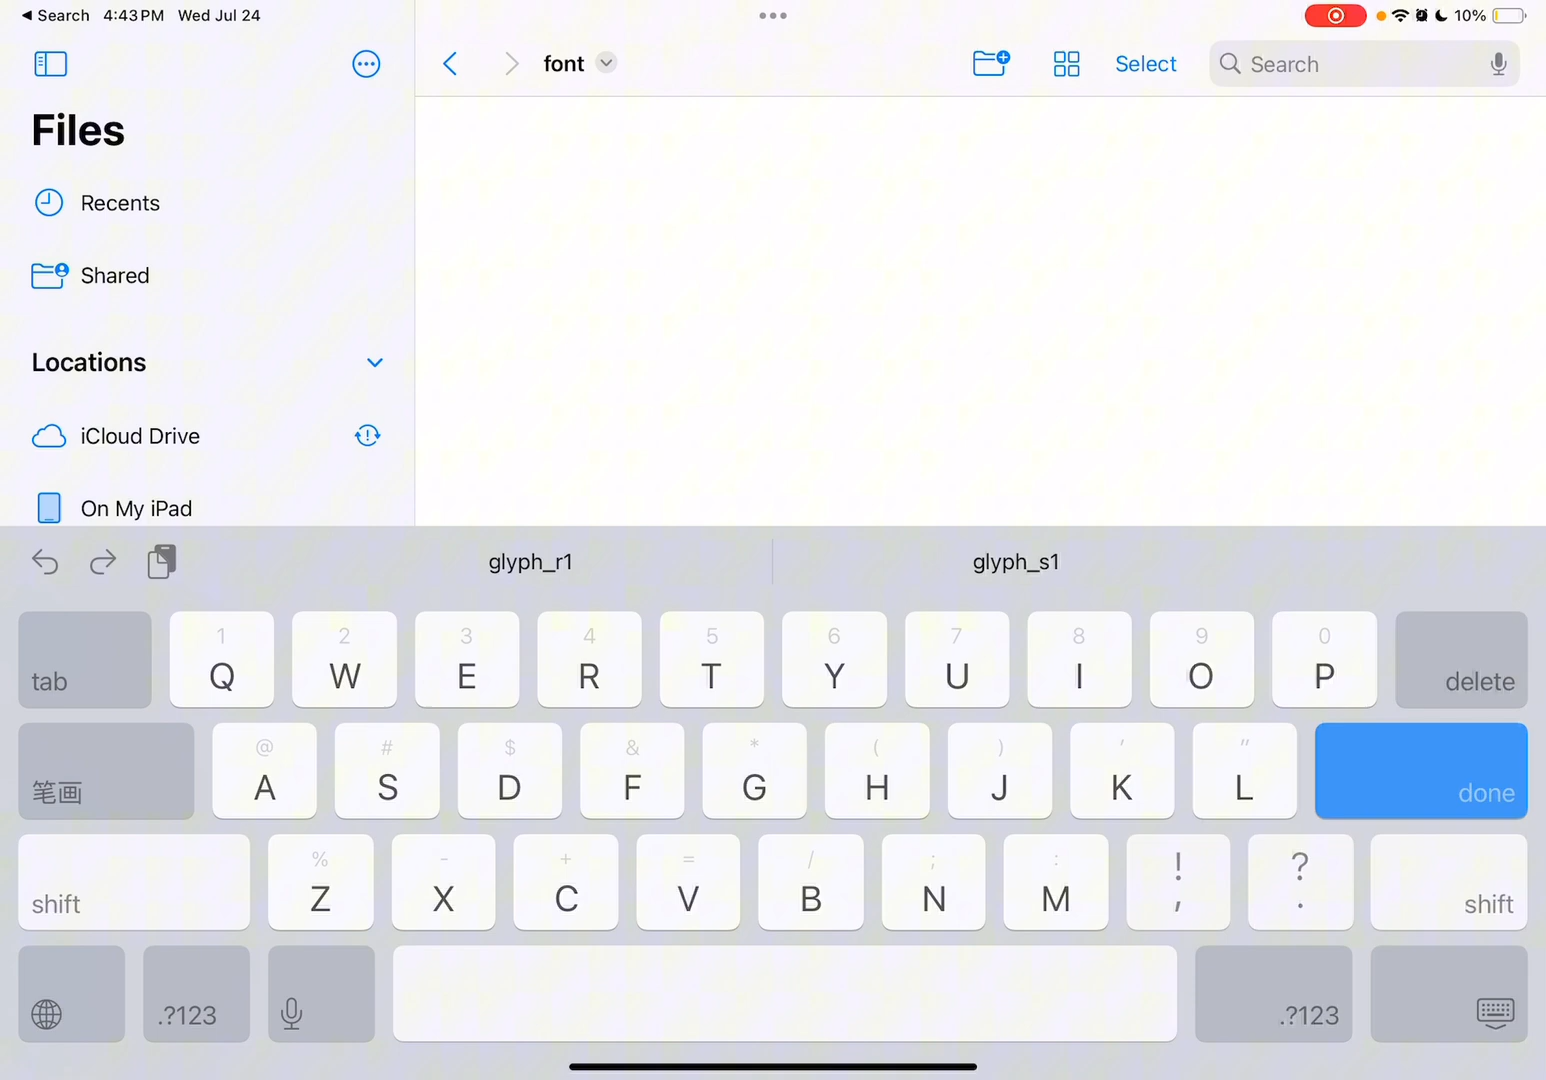 Search 4:43 PM Wed Jul 24
10%
font
Select
Search
Files
Recents
Shared
Locations
iCloud Drive
On My iPad
glyph_r1
glyph_s1
tab
1 2 3 4 5 6 7 8 9 0
Q W E R T Y U I O P
delete
笔画
@ # $ & * ( ) ' "
A S D F G H J K L
done
shift
% - + = / ; : ! ?
Z X C V B N M , .
shift
.?123
.?123